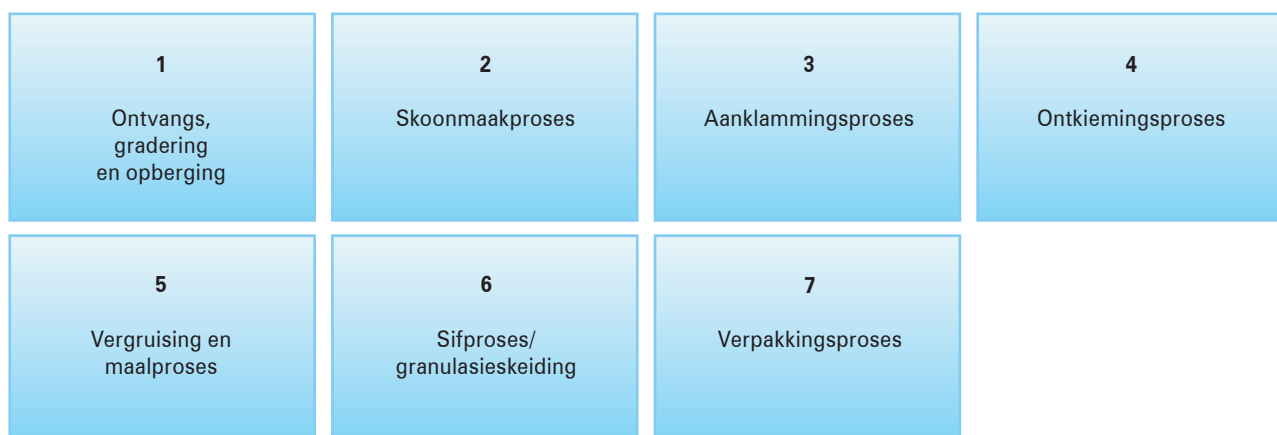 1
Ontvangs,
gradering
en opberging
2
Skoonmaakproses
3
Aanklammingsproses
4
Ontkiemingsproses
5
Vergruising en
maalproses
6
Sifproses/
granulasieskeiding
7
Verpakkingsproses